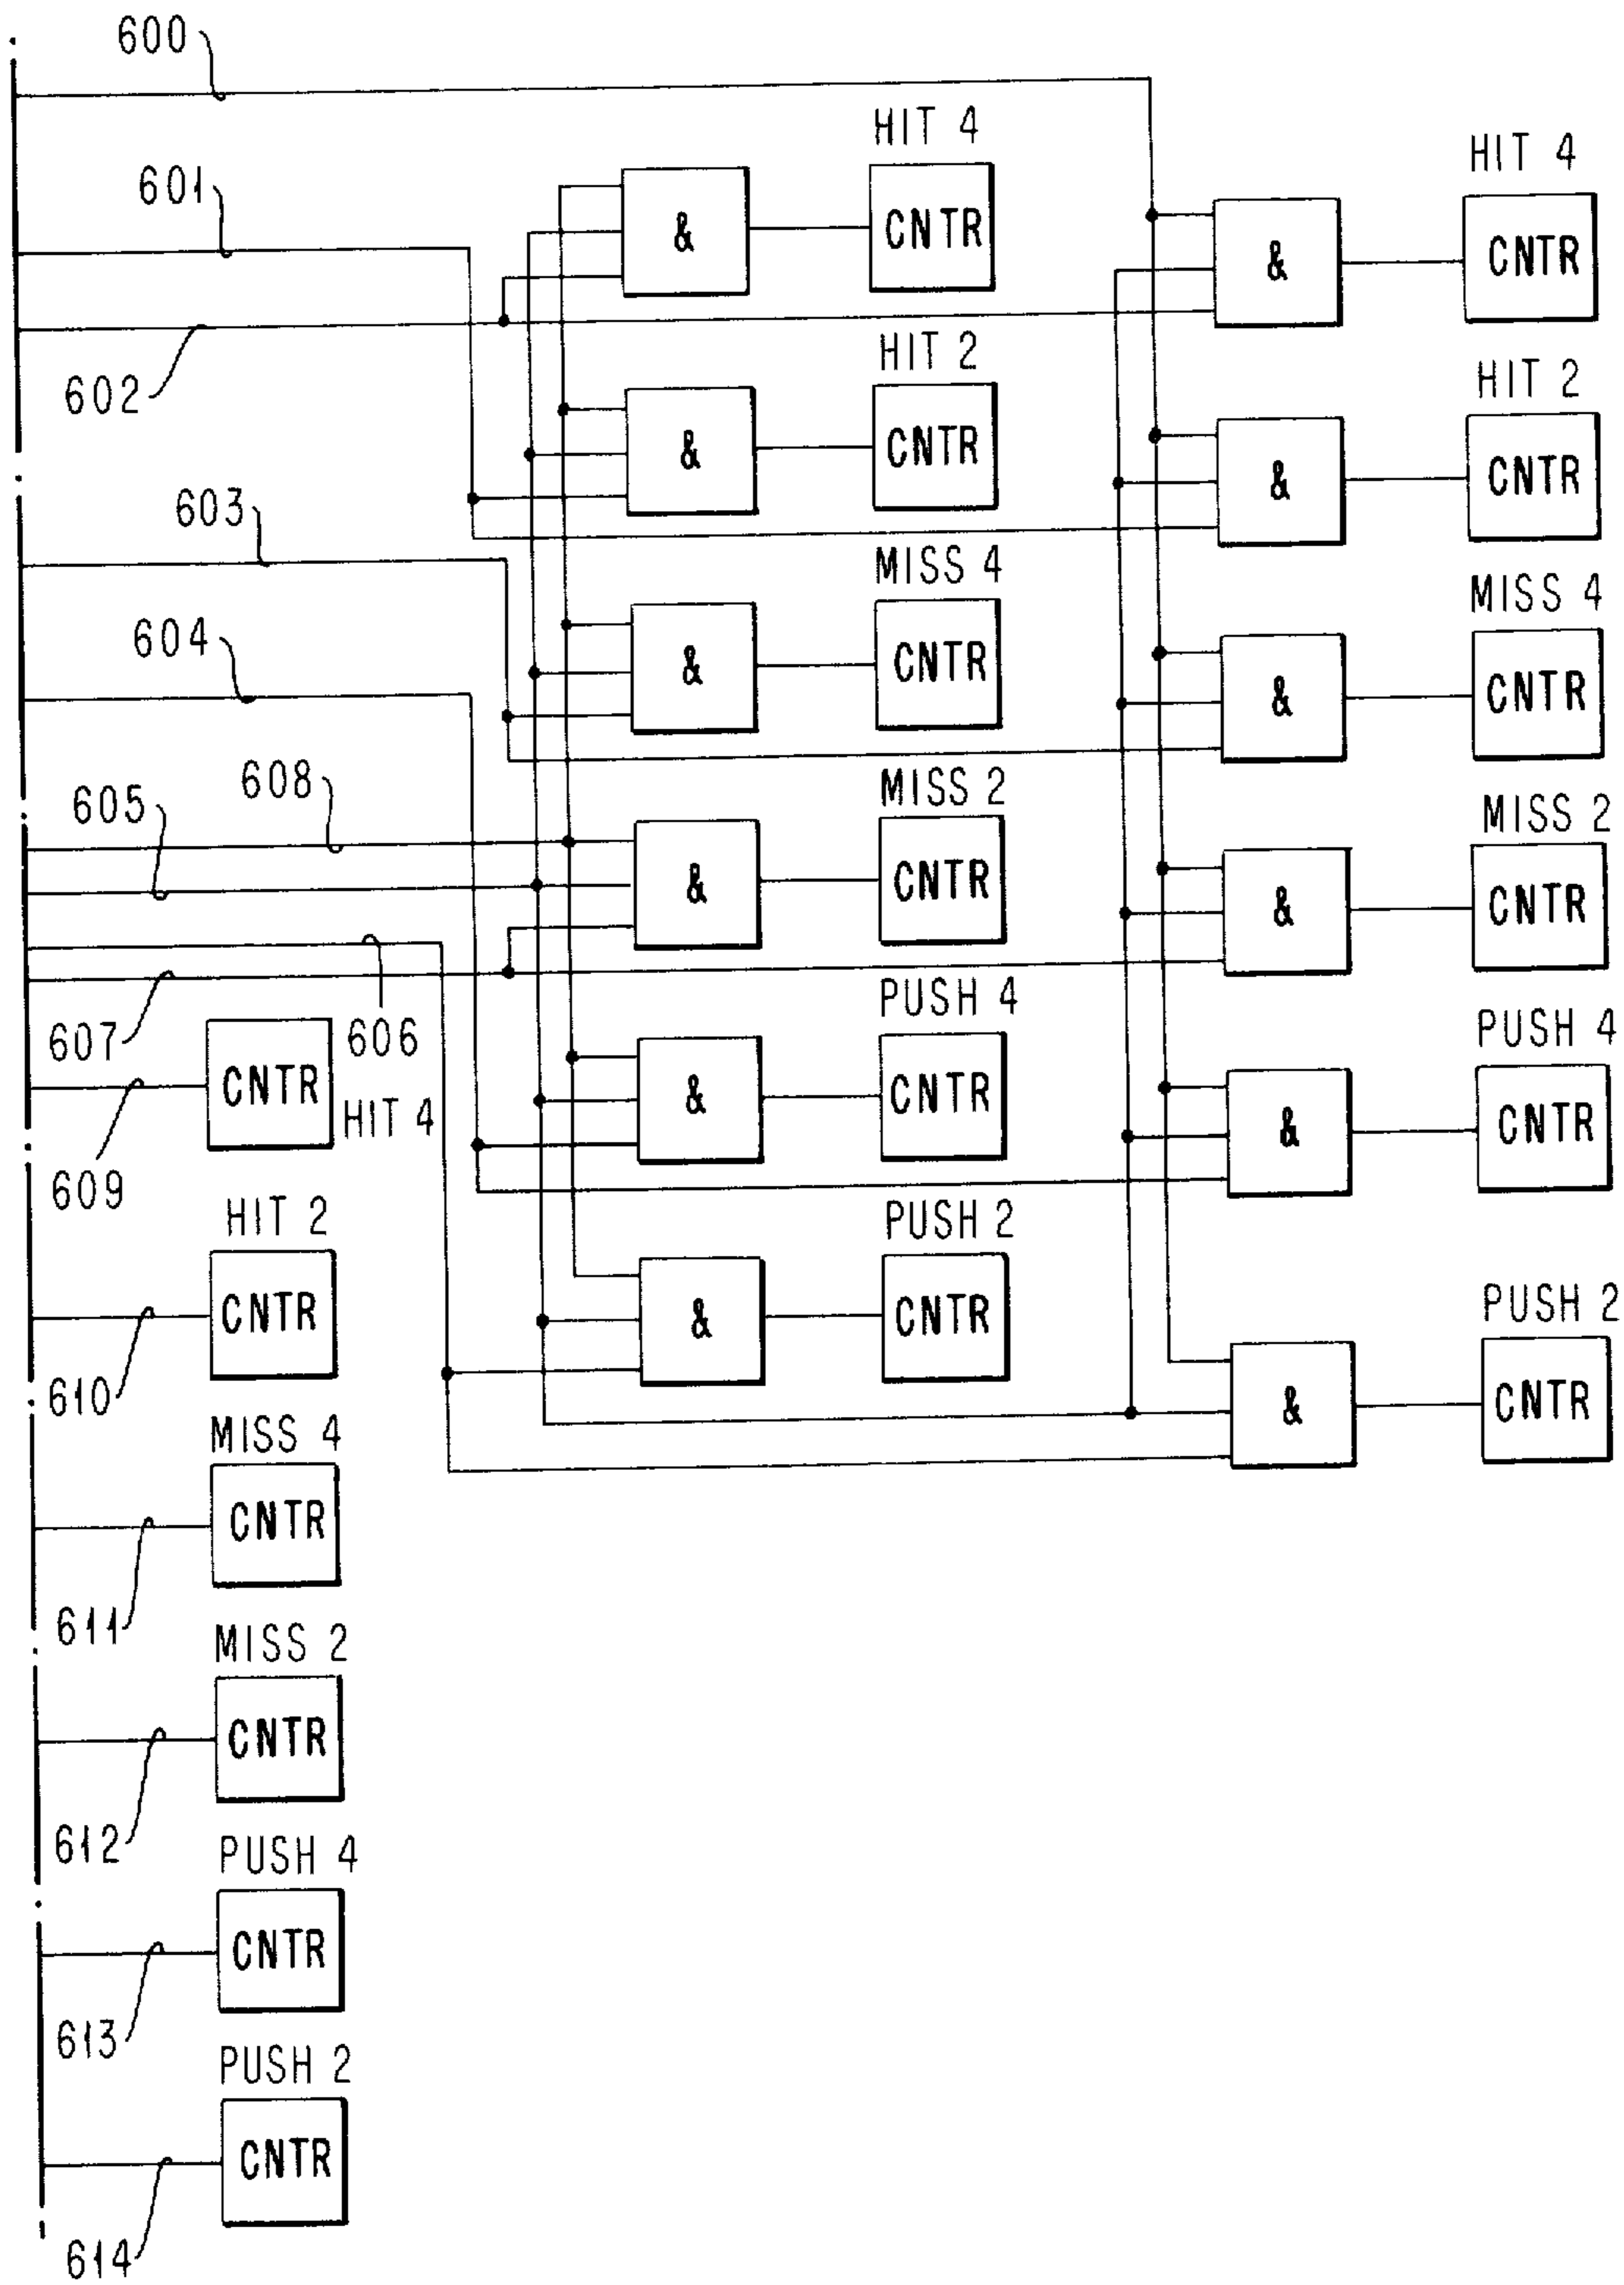 600
HIT 4
HIT 4
601
&
CNTR
&
CNTR
602
HIT 2
HIT 2
&
CNTR
&
CNTR
603
MISS 4
MISS 4
604
&
CNTR
&
CNTR
608
605
MISS 2
MISS 2
&
CNTR
&
CNTR
606
607
PUSH 4
PUSH 4
CNTR
HIT 4
&
CNTR
&
CNTR
609
HIT 2
PUSH 2
PUSH 2
CNTR
&
CNTR
&
CNTR
610
MISS 4
CNTR
611
MISS 2
CNTR
612
PUSH 4
CNTR
613
PUSH 2
CNTR
614